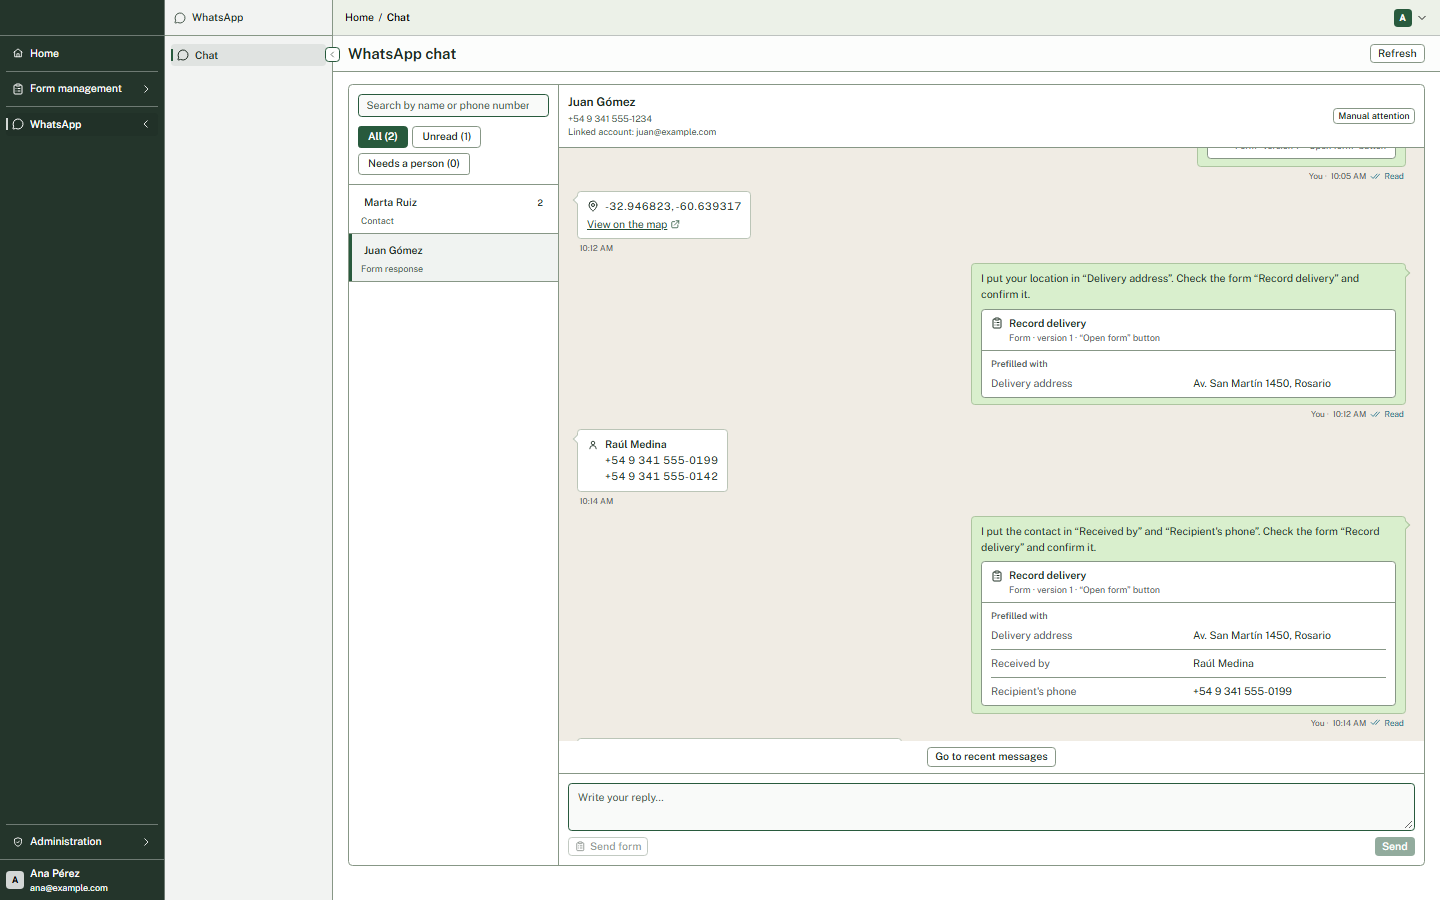 Home
Form management
WhatsApp
Administration
A
Ana Pérez
ana@example.com
WhatsApp
Chat
Home / Chat
A
WhatsApp chat
Refresh
Search by name or phone number
All (2)
Unread (1)
Needs a person (0)
Marta Ruiz
2
Contact
Juan Gómez
Form response
Juan Gómez
+54 9 341 555-1234
Linked account: juan@example.com
Manual attention
You · 10:05 AM Read
-32.946823,-60.639317
View on the map
10:12 AM
I put your location in “Delivery address”. Check the form “Record delivery” and
confirm it.
Record delivery
Form · version 1 · “Open form” button
Prefilled with
Delivery address Av. San Martín 1450, Rosario
You · 10:12 AM Read
Raúl Medina
+54 9 341 555-0199
+54 9 341 555-0142
10:14 AM
I put the contact in “Received by” and “Recipient's phone”. Check the form “Record
delivery” and confirm it.
Record delivery
Form · version 1 · “Open form” button
Prefilled with
Delivery address Av. San Martín 1450, Rosario
Received by Raúl Medina
Recipient's phone +54 9 341 555-0199
You · 10:14 AM Read
Go to recent messages
Write your reply...
Send form
Send